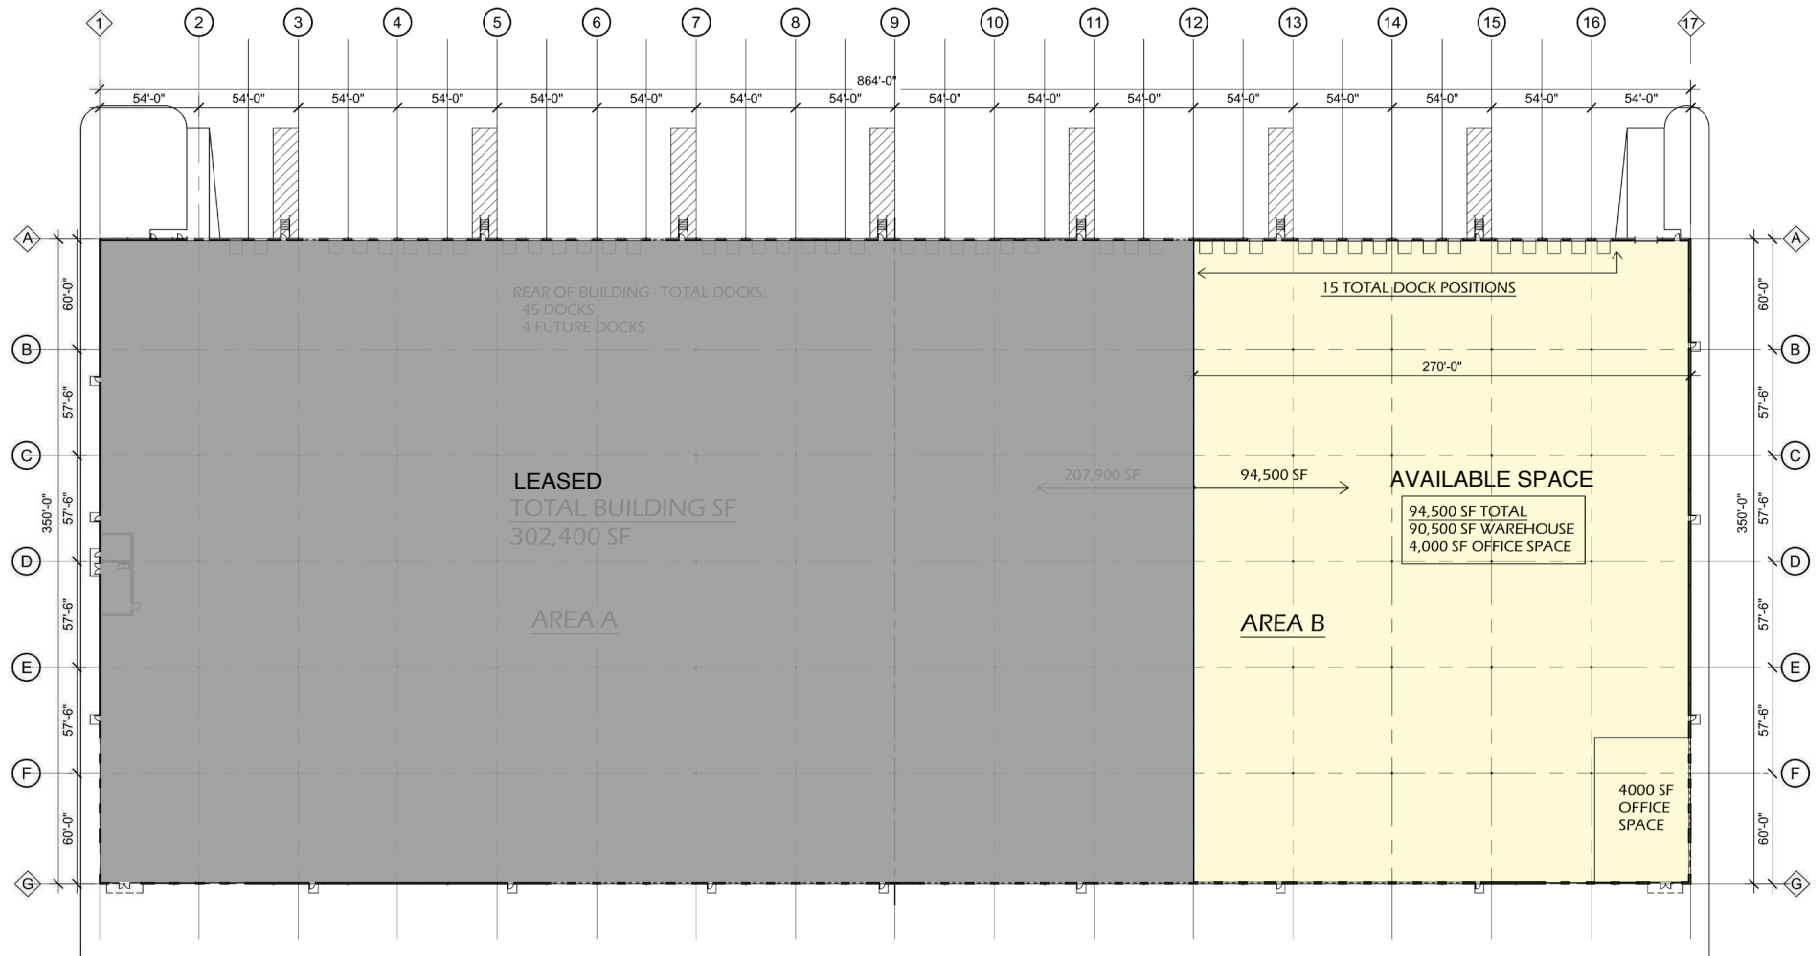 1 2 3 4 5 6 7 8 9 10 11 12 13 14 15 16 17
864'-0"
54'-0" 54'-0" 54'-0" 54'-0" 54'-0" 54'-0" 54'-0" 54'-0" 54'-0" 54'-0" 54'-0" 54'-0" 54'-0" 54'-0" 54'-0" 54'-0"
A A
60'-0" 60'-0"
15 TOTAL DOCK POSITIONS
REAR OF BUILDING - TOTAL DOCKS:
45 DOCKS
4 FUTURE DOCKS
B B
270'-0"
57'-6" 57'-6"
C C
207,900 SF 94,500 SF
LEASED
TOTAL BUILDING SF
302,400 SF
AVAILABLE SPACE
94,500 SF TOTAL
90,500 SF WAREHOUSE
4,000 SF OFFICE SPACE
350'-0" 57'-6" 57'-6" 350'-0"
D D
57'-6" 57'-6"
AREA A
AREA B
E E
57'-6" 57'-6"
F F
4000 SF
OFFICE
SPACE
60'-0" 60'-0"
G G